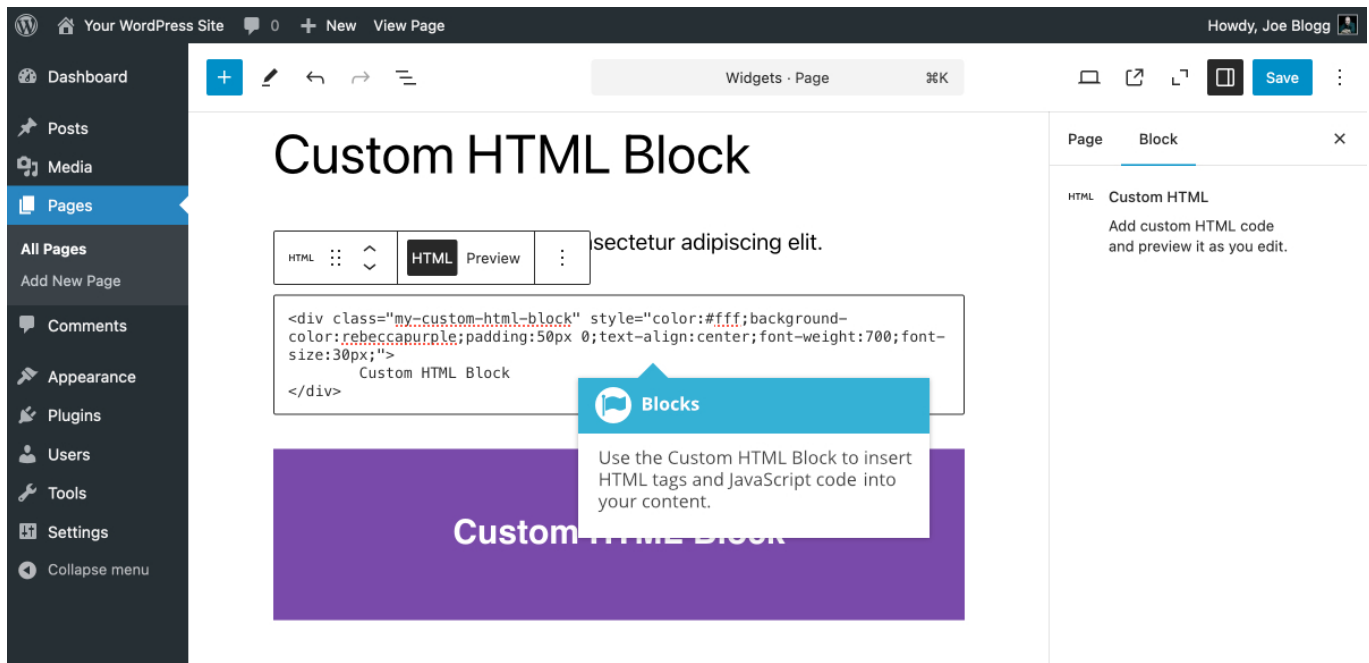 Your WordPress Site 0 New View Page Howdy, Joe Blogg
Dashboard
Posts
Media
Pages
All Pages
Add New Page
Comments
Appearance
Plugins
Users
Tools
Settings
Collapse menu
Widgets · Page ⌘K
Save
Custom HTML Block
sectetur adipiscing elit.
HTML HTML Preview
<div class="my-custom-html-block" style="color:#fff;background-
color:rebeccapurple;padding:50px 0;text-align:center;font-weight:700;font-
size:30px;">
Custom HTML Block
</div>
Blocks
Use the Custom HTML Block to insert
HTML tags and JavaScript code into
your content.
Custom HTML Block
Page Block
HTML Custom HTML
Add custom HTML code
and preview it as you edit.